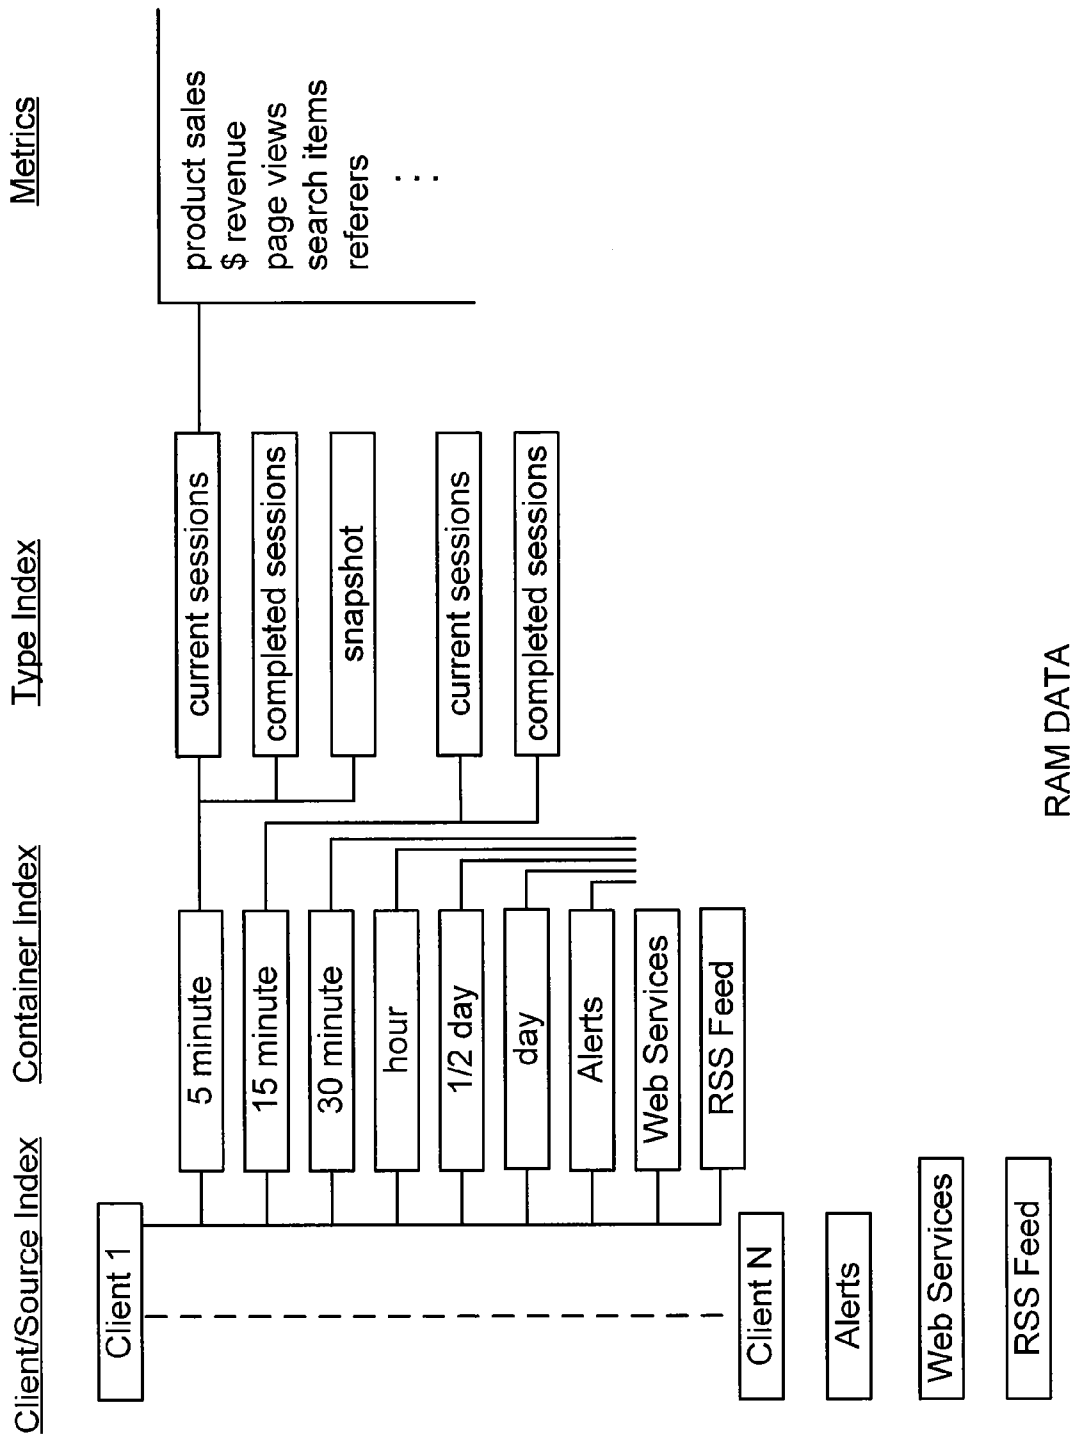 Client/Source Index
Container Index
Type Index
Metrics
Client 1
5 minute
15 minute
30 minute
hour
1/2 day
day
Alerts
Web Services
RSS Feed
current sessions
completed sessions
snapshot
current sessions
completed sessions
product sales
$ revenue
page views
search items
referers
Client N
Alerts
Web Services
RSS Feed
RAM DATA